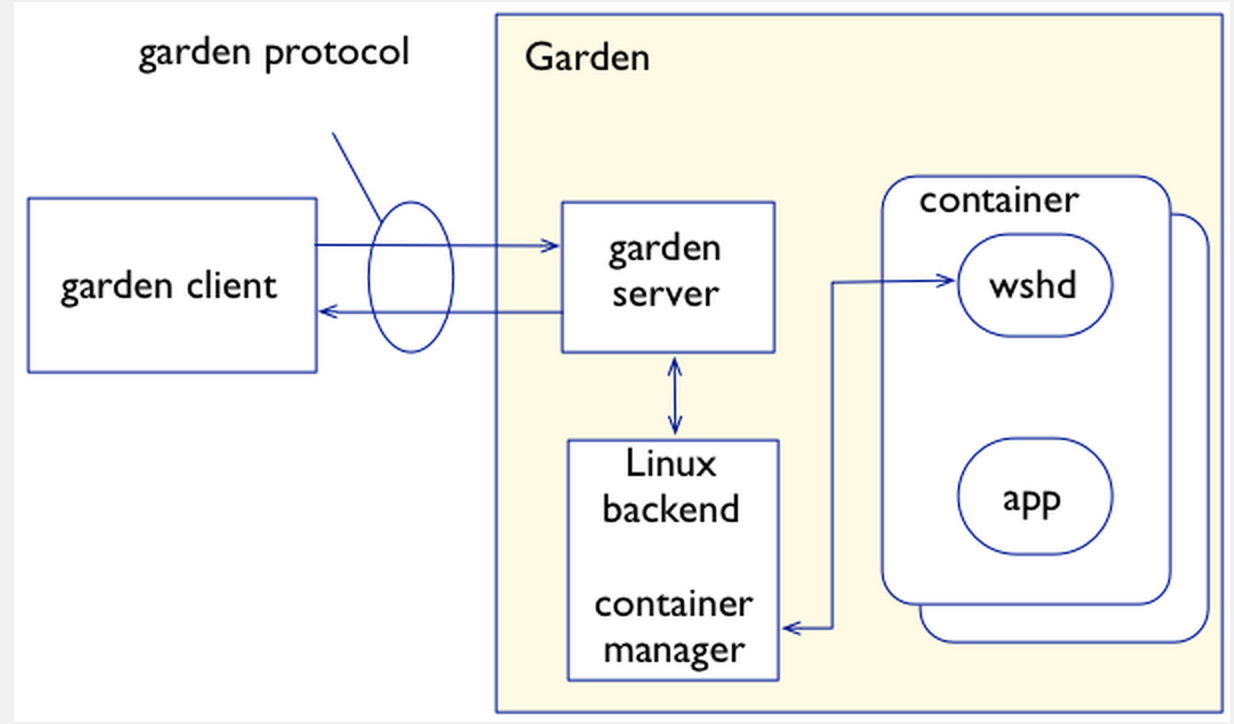 garden protocol
Garden
garden client
garden
server
Linux
backend
container
manager
container
wshd
app